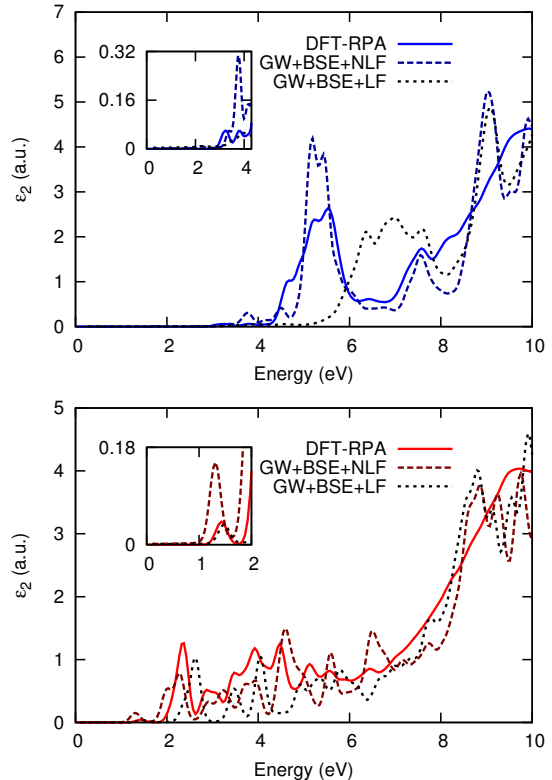 7
6
5
4
3
2
1
0
ε₂ (a.u.)
0.32
0.16
0
0 2 4
DFT-RPA
GW+BSE+NLF
GW+BSE+LF
0 2 4 6 8 10
Energy (eV)
5
4
3
2
1
0
ε₂ (a.u.)
0.18
0
0 1 2
DFT-RPA
GW+BSE+NLF
GW+BSE+LF
0 2 4 6 8 10
Energy (eV)